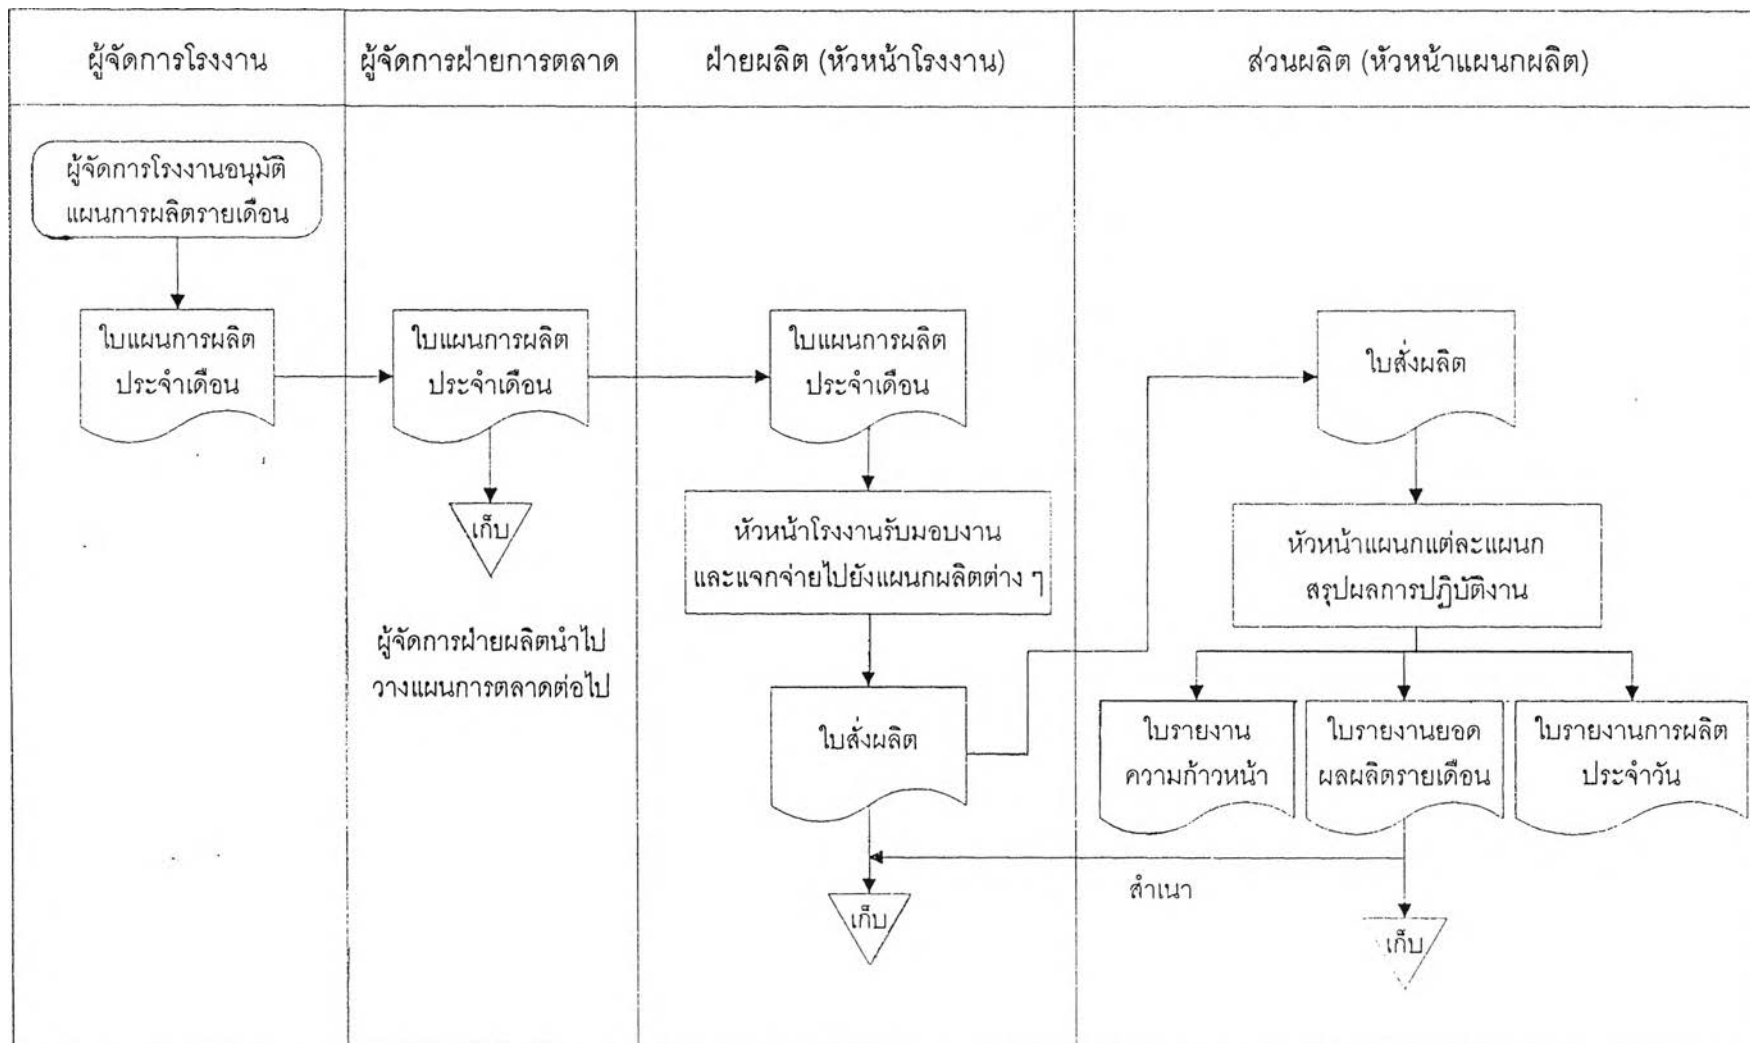 ผู้จัดการโรงงาน
ผู้จัดการฝ่ายการตลาด
ฝ่ายผลิต (หัวหน้าโรงงาน)
ส่วนผลิต (หัวหน้าแผนกผลิต)
ผู้จัดการโรงงานอนุมัติ
แผนการผลิตรายเดือน
ใบแผนการผลิต
ประจำเดือน
ใบแผนการผลิต
ประจำเดือน
เก็บ
ผู้จัดการฝ่ายผลิตนำไป
วางแผนการตลาดต่อไป
ใบแผนการผลิต
ประจำเดือน
หัวหน้าโรงงานรับมอบงาน
และแจกจ่ายไปยังแผนกผลิตต่าง ๆ
ใบสั่งผลิต
เก็บ
ใบสั่งผลิต
หัวหน้าแผนกแต่ละแผนก
สรุปผลการปฏิบัติงาน
ใบรายงาน
ความก้าวหน้า
ใบรายงานยอด
ผลผลิตรายเดือน
ใบรายงานการผลิต
ประจำวัน
สำเนา
เก็บ